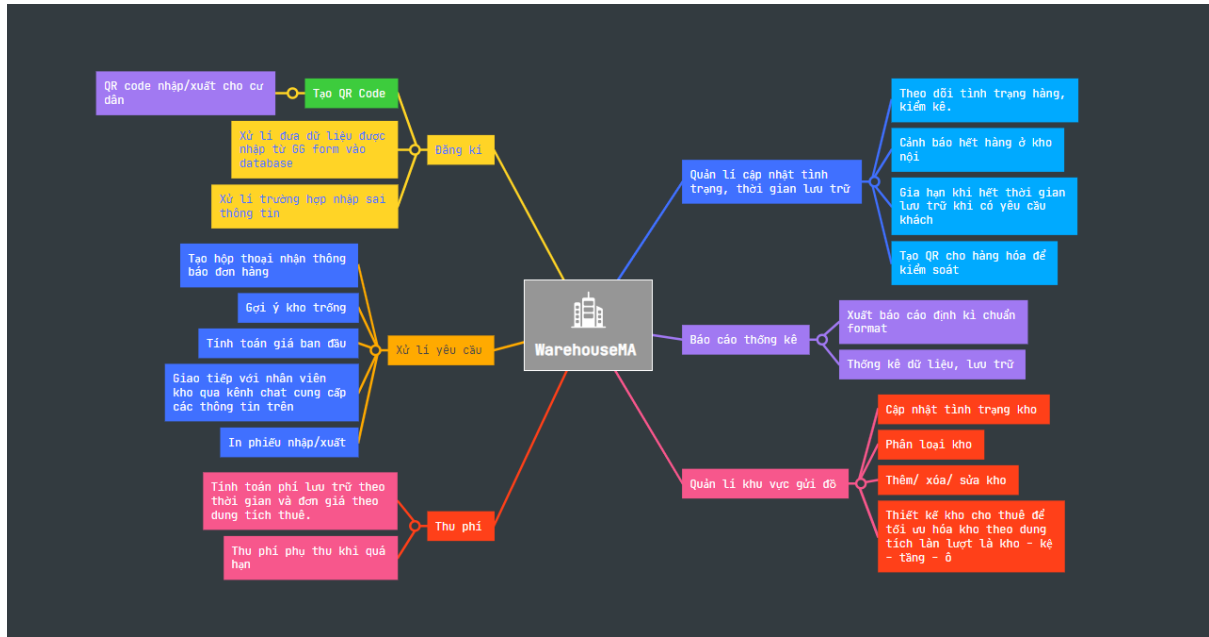 QR code nhập/xuất cho cư
dân
Tạo QR Code
Xử lí đưa dữ liệu được
nhập từ GG form vào
database
Đăng kí
Xử lí trường hợp nhập sai
thông tin
Tạo hộp thoại nhận thông
báo đơn hàng
Gợi ý kho trống
Tính toán giá ban đầu
Xử lí yêu cầu
Giao tiếp với nhân viên
kho qua kênh chat cung cấp
các thông tin trên
In phiếu nhập/xuất
Tính toán phí lưu trữ theo
thời gian và đơn giá theo
dung tích thuê.
Thu phí
Thu phí phụ thu khi quá
hạn
WarehouseMA
Quản lí cập nhật tình
trạng, thời gian lưu trữ
Theo dõi tình trạng hàng,
kiểm kê.
Cảnh báo hết hàng ở kho
nội
Gia hạn khi hết thời gian
lưu trữ khi có yêu cầu
khách
Tạo QR cho hàng hóa để
kiểm soát
Báo cáo thống kê
Xuất báo cáo định kì chuẩn
format
Thống kê dữ liệu, lưu trữ
Quản lí khu vực gửi đồ
Cập nhật tình trạng kho
Phân loại kho
Thêm/ xóa/ sửa kho
Thiết kế kho cho thuê để
tối ưu hóa kho theo dung
tích lần lượt là kho - kệ
- tầng - ô